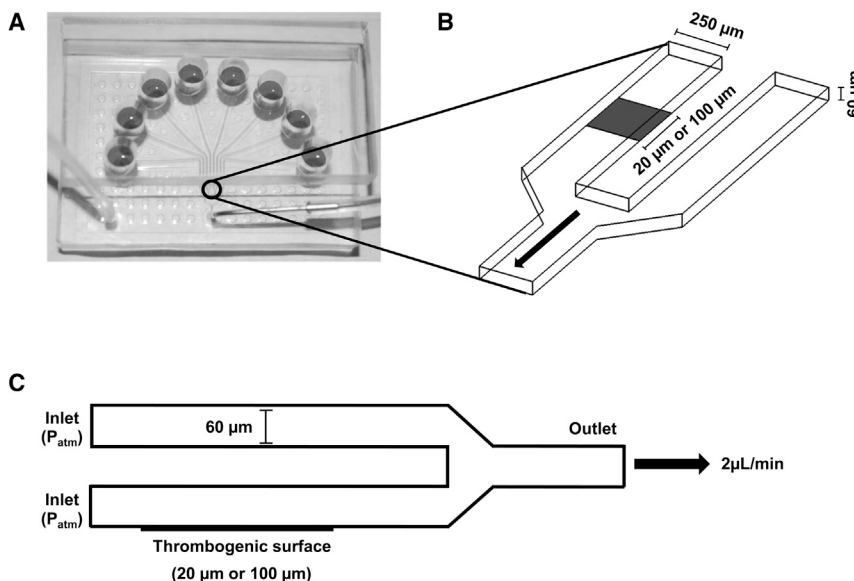 A
B
250 µm
20 µm or 100 µm
60 µm
C
Inlet
(Patm)
60 µm
Outlet
2µL/min
Inlet
(Patm)
Thrombogenic surface
(20 µm or 100 µm)